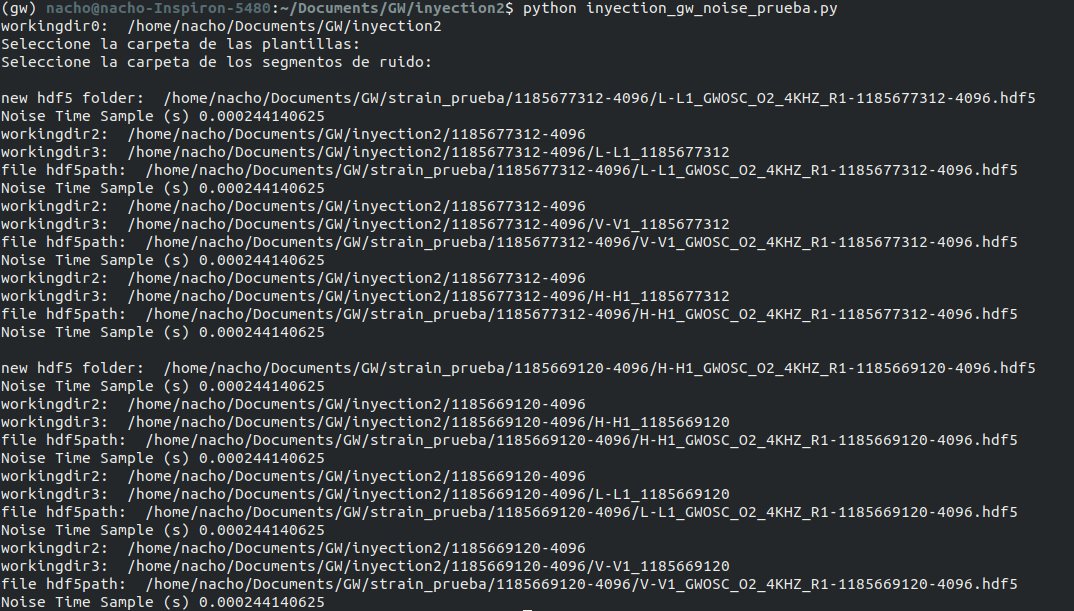 (gw) nacho@nacho-Inspiron-5480:~/Documents/GW/inyection2$ python inyection_gw_noise_prueba.py
workingdir0:  /home/nacho/Documents/GW/inyection2
Seleccione la carpeta de las plantillas:
Seleccione la carpeta de los segmentos de ruido:

new hdf5 folder:  /home/nacho/Documents/GW/strain_prueba/1185677312-4096/L-L1_GWOSC_O2_4KHZ_R1-1185677312-4096.hdf5
Noise Time Sample (s) 0.000244140625
workingdir2:  /home/nacho/Documents/GW/inyection2/1185677312-4096
workingdir3:  /home/nacho/Documents/GW/inyection2/1185677312-4096/L-L1_1185677312
file hdf5path:  /home/nacho/Documents/GW/strain_prueba/1185677312-4096/L-L1_GWOSC_O2_4KHZ_R1-1185677312-4096.hdf5
Noise Time Sample (s) 0.000244140625
workingdir2:  /home/nacho/Documents/GW/inyection2/1185677312-4096
workingdir3:  /home/nacho/Documents/GW/inyection2/1185677312-4096/V-V1_1185677312
file hdf5path:  /home/nacho/Documents/GW/strain_prueba/1185677312-4096/V-V1_GWOSC_O2_4KHZ_R1-1185677312-4096.hdf5
Noise Time Sample (s) 0.000244140625
workingdir2:  /home/nacho/Documents/GW/inyection2/1185677312-4096
workingdir3:  /home/nacho/Documents/GW/inyection2/1185677312-4096/H-H1_1185677312
file hdf5path:  /home/nacho/Documents/GW/strain_prueba/1185677312-4096/H-H1_GWOSC_O2_4KHZ_R1-1185677312-4096.hdf5
Noise Time Sample (s) 0.000244140625

new hdf5 folder:  /home/nacho/Documents/GW/strain_prueba/1185669120-4096/H-H1_GWOSC_O2_4KHZ_R1-1185669120-4096.hdf5
Noise Time Sample (s) 0.000244140625
workingdir2:  /home/nacho/Documents/GW/inyection2/1185669120-4096
workingdir3:  /home/nacho/Documents/GW/inyection2/1185669120-4096/H-H1_1185669120
file hdf5path:  /home/nacho/Documents/GW/strain_prueba/1185669120-4096/H-H1_GWOSC_O2_4KHZ_R1-1185669120-4096.hdf5
Noise Time Sample (s) 0.000244140625
workingdir2:  /home/nacho/Documents/GW/inyection2/1185669120-4096
workingdir3:  /home/nacho/Documents/GW/inyection2/1185669120-4096/L-L1_1185669120
file hdf5path:  /home/nacho/Documents/GW/strain_prueba/1185669120-4096/L-L1_GWOSC_O2_4KHZ_R1-1185669120-4096.hdf5
Noise Time Sample (s) 0.000244140625
workingdir2:  /home/nacho/Documents/GW/inyection2/1185669120-4096
workingdir3:  /home/nacho/Documents/GW/inyection2/1185669120-4096/V-V1_1185669120
file hdf5path:  /home/nacho/Documents/GW/strain_prueba/1185669120-4096/V-V1_GWOSC_O2_4KHZ_R1-1185669120-4096.hdf5
Noise Time Sample (s) 0.000244140625